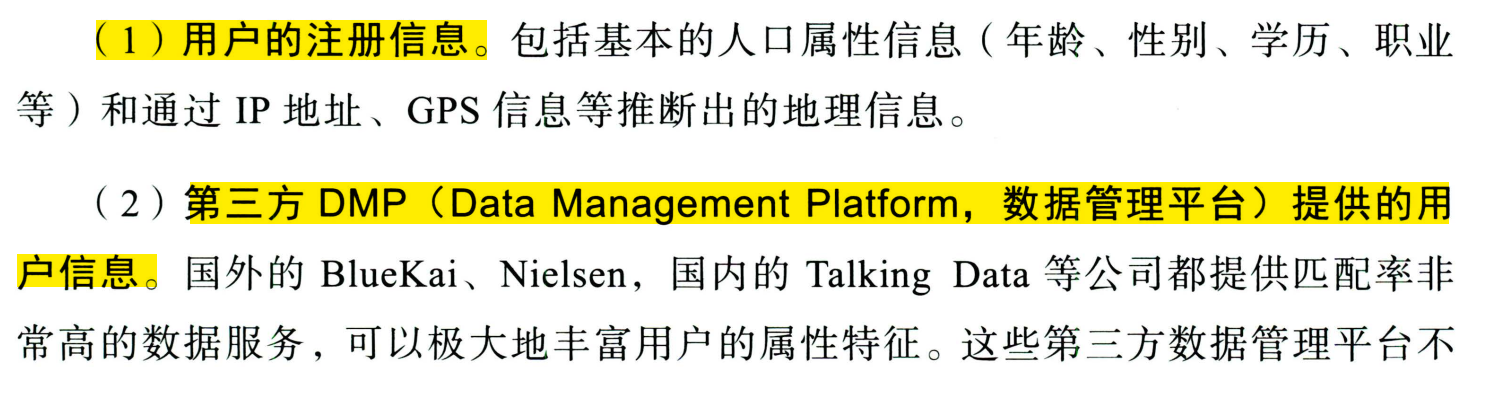 （1）用户的注册信息。包括基本的人口属性信息（年龄、性别、学历、职业
等）和通过 IP 地址、GPS 信息等推断出的地理信息。
（2）第三方 DMP（Data Management Platform，数据管理平台）提供的用
户信息。国外的 BlueKai、Nielsen，国内的 Talking Data 等公司都提供匹配率非
常高的数据服务，可以极大地丰富用户的属性特征。这些第三方数据管理平台不